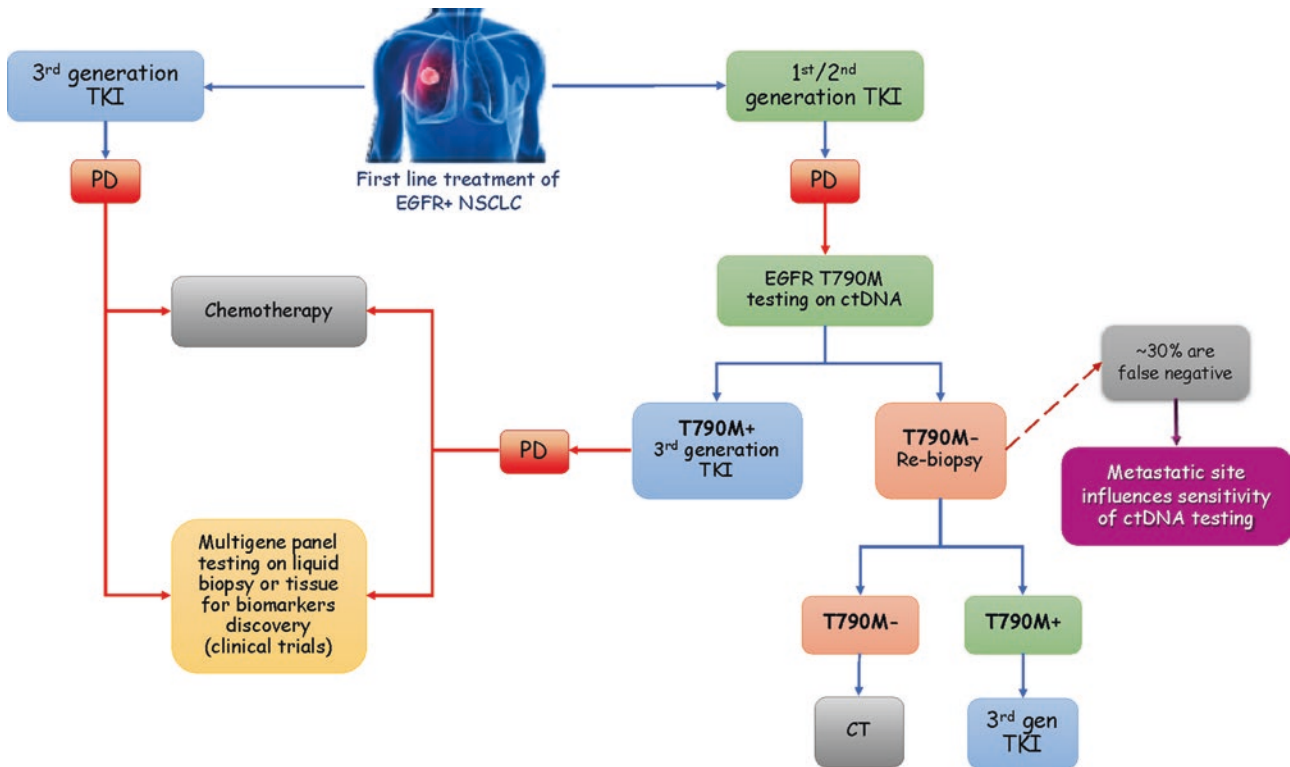 3rd generation
TKI
1st/2nd
generation TKI
PD
First line treatment of
EGFR+ NSCLC
PD
EGFR T790M
testing on ctDNA
Chemotherapy
~30% are
false negative
T790M+
3rd generation
TKI
T790M-
Re-biopsy
PD
Metastatic site
influences sensitivity
of ctDNA testing
Multigene panel
testing on liquid
biopsy or tissue
for biomarkers
discovery
(clinical trials)
T790M-
T790M+
CT
3rd gen
TKI